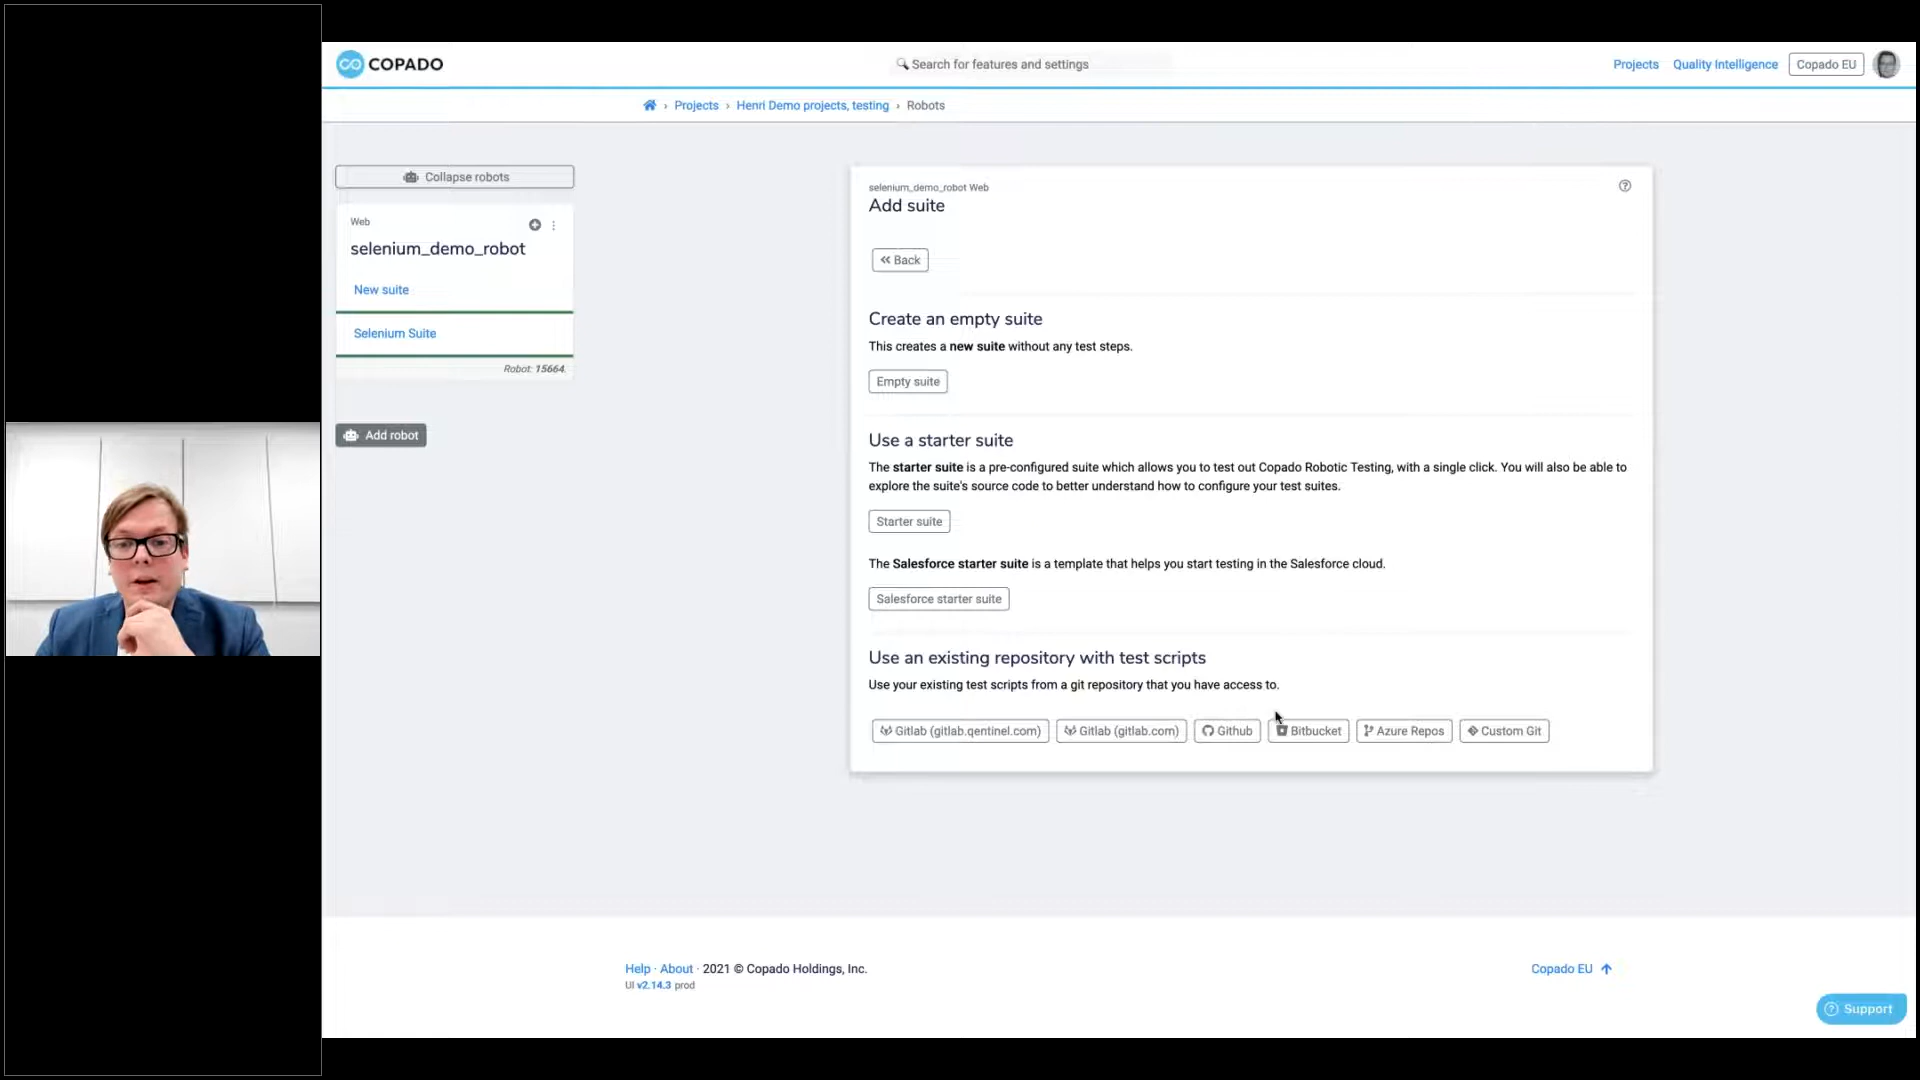 COPADO
Search for features and settings
Projects
Quality Intelligence
Copado EU
Projects › Henri Demo projects, testing › Robots
Collapse robots
Web
selenium_demo_robot
New suite
Selenium Suite
Robot: 15664.
Add robot
selenium_demo_robot Web
Add suite
Back
Create an empty suite
This creates a new suite without any test steps.
Empty suite
Use a starter suite
The starter suite is a pre-configured suite which allows you to test out Copado Robotic Testing, with a single click. You will also be able to
explore the suite's source code to better understand how to configure your test suites.
Starter suite
The Salesforce starter suite is a template that helps you start testing in the Salesforce cloud.
Salesforce starter suite
Use an existing repository with test scripts
Use your existing test scripts from a git repository that you have access to.
Gitlab (gitlab.qentinel.com)
Gitlab (gitlab.com)
Github
Bitbucket
Azure Repos
Custom Git
Help · About · 2021 © Copado Holdings, Inc.
UI v2.14.3 prod
Copado EU
Support